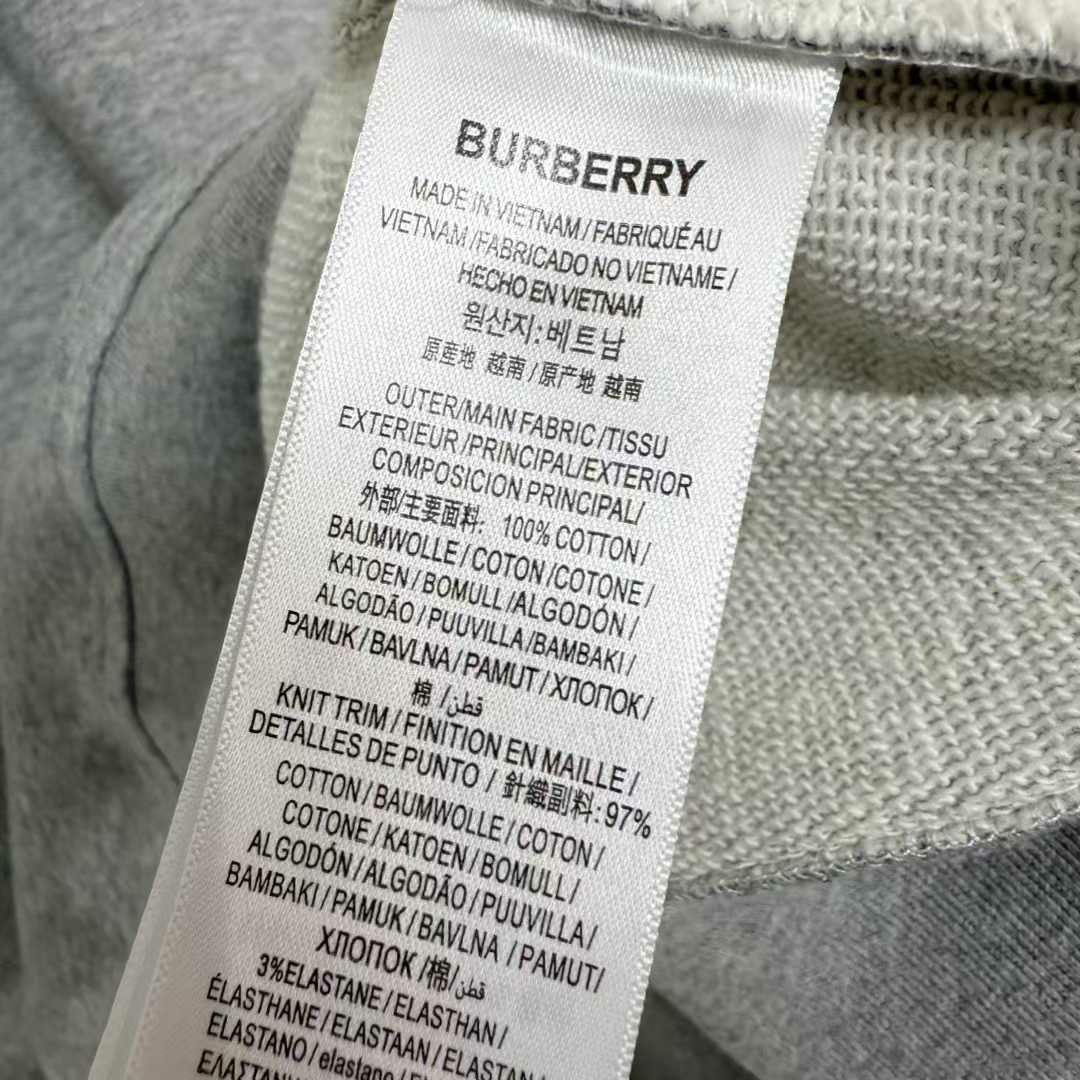 BURBERRY
MADE IN VIETNAM / FABRIQUÉ AU
VIETNAM /FABRICADO NO VIETNAME /
HECHO EN VIETNAM
원산지: 베트남
原産地 越南 / 原产地 越南
OUTER/MAIN FABRIC /TISSU
EXTERIEUR /PRINCIPAL/EXTERIOR
COMPOSICION PRINCIPAL/
外部/主要面料: 100% COTTON /
BAUMWOLLE / COTON /COTONE /
KATOEN / BOMULL /ALGODÓN /
ALGODÃO / PUUVILLA /BAMBAKI /
PAMUK / BAVLNA / PAMUT / ХЛОПОК /
棉 /قطن
KNIT TRIM / FINITION EN MAILLE /
DETALLES DE PUNTO / 針織副料: 97%
COTTON / BAUMWOLLE / COTON /
COTONE / KATOEN / BOMULL /
ALGODÓN / ALGODÃO / PUUVILLA /
BAMBAKI / PAMUK / BAVLNA / PAMUT/
ХЛОПОК /棉/قطن
3%ELASTANE / ELASTHAN /
ÉLASTHANE / ELASTAAN / ELASTAN
ELASTANO / elastano